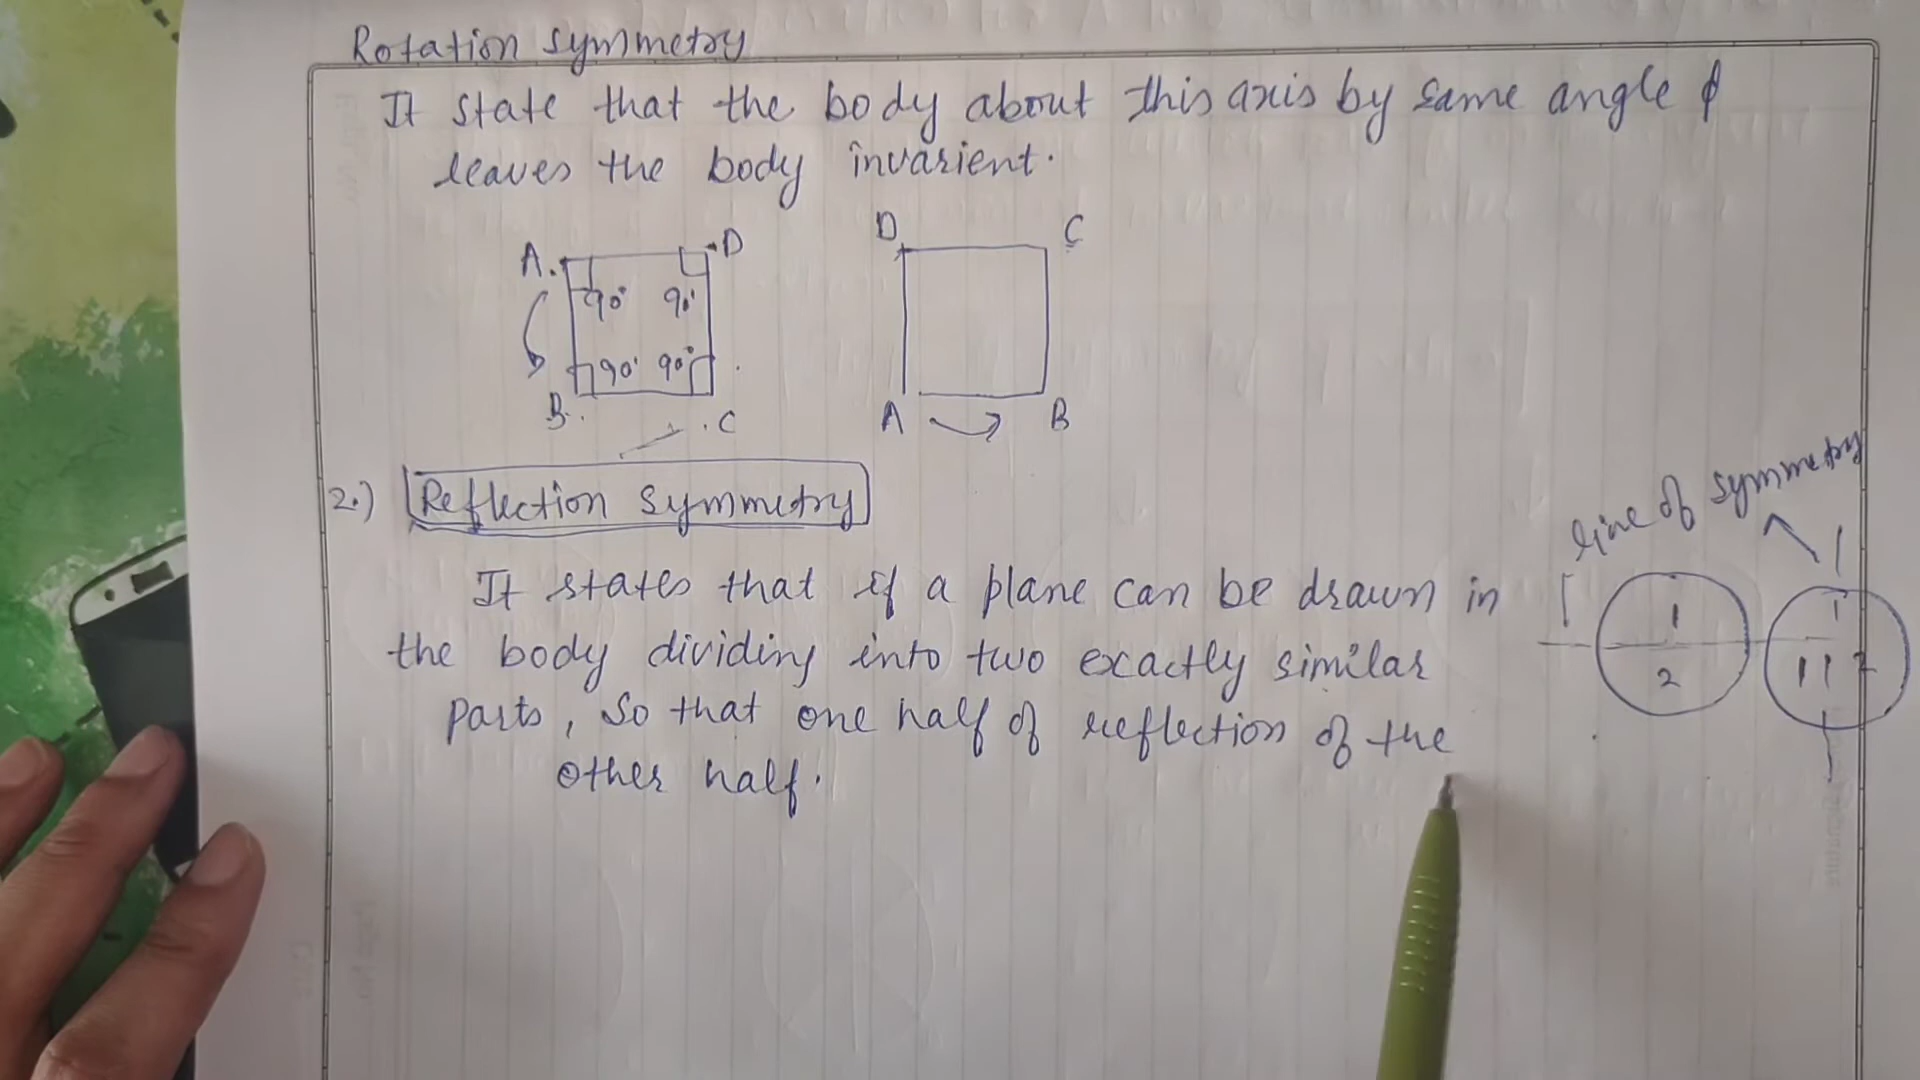 Rotation symmetry
It state that the body about this axis by same angle ϕ
leaves the body invarient.
A. D
90° 90°
90° 90°
B. .C
D C
A B
2.) Reflection symmetry
line of symmetry
It states that if a plane can be drawn in
the body dividing into two exactly similar
parts, so that one half of reflection of the
other half.
1
2
1
2